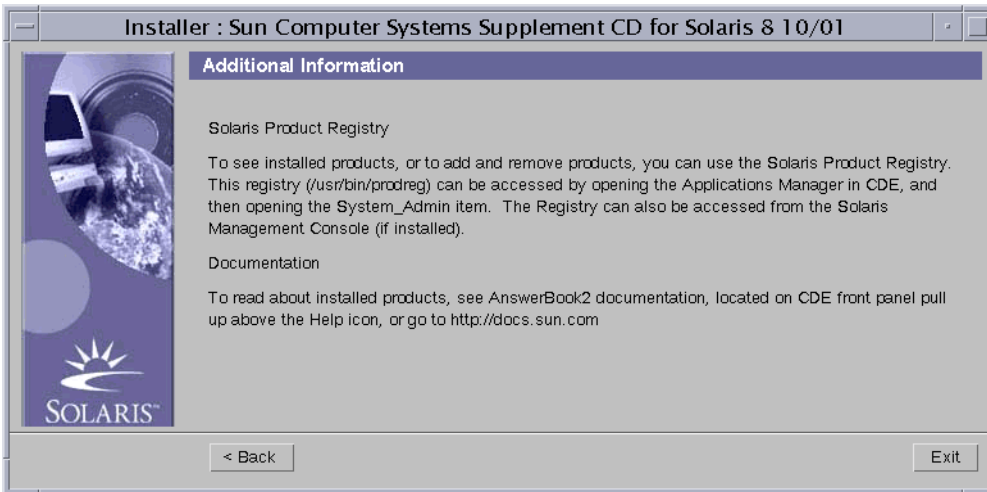 Installer : Sun Computer Systems Supplement CD for Solaris 8 10/01
Additional Information
Solaris Product Registry
To see installed products, or to add and remove products, you can use the Solaris Product Registry.
This registry (/usr/bin/prodreg) can be accessed by opening the Applications Manager in CDE, and
then opening the System_Admin item.  The Registry can also be accessed from the Solaris
Management Console (if installed).
Documentation
To read about installed products, see AnswerBook2 documentation, located on CDE front panel pull
up above the Help icon, or go to http://docs.sun.com
SOLARIS™
< Back
Exit